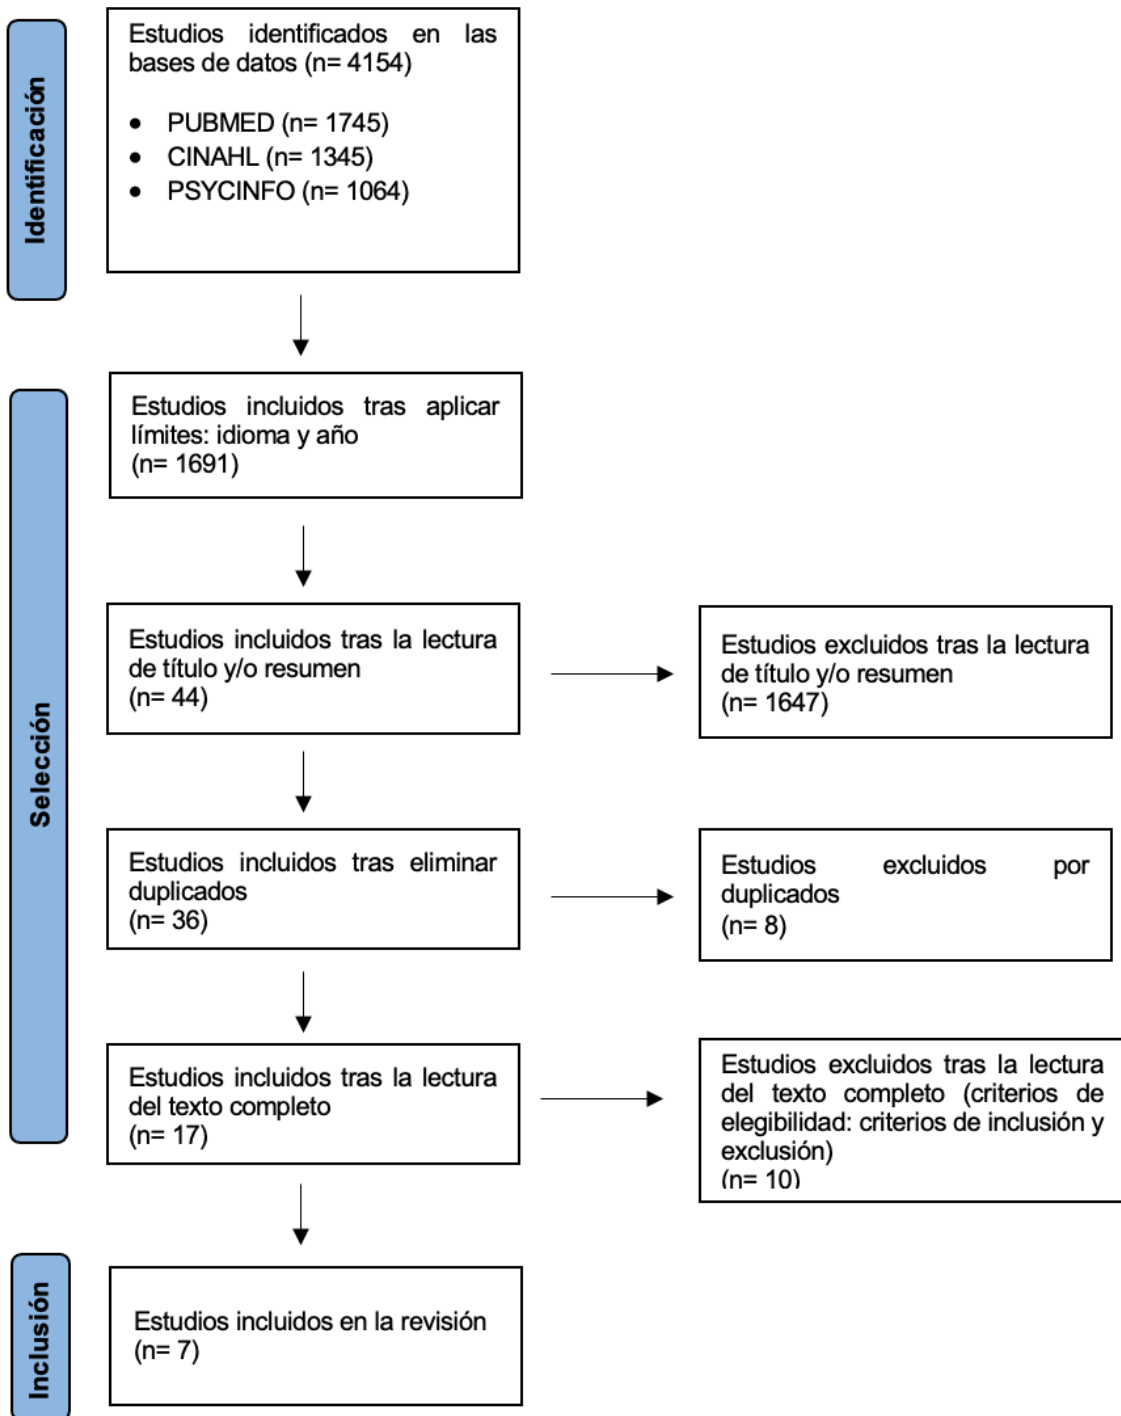 Identificación
Estudios identificados en las
bases de datos (n= 4154)
• PUBMED (n= 1745)
• CINAHL (n= 1345)
• PSYCINFO (n= 1064)
Selección
Estudios incluidos tras aplicar
límites: idioma y año
(n= 1691)
Estudios incluidos tras la lectura
de título y/o resumen
(n= 44)
Estudios excluidos tras la lectura
de título y/o resumen
(n= 1647)
Estudios incluidos tras eliminar
duplicados
(n= 36)
Estudios excluidos por
duplicados
(n= 8)
Estudios incluidos tras la lectura
del texto completo
(n= 17)
Estudios excluidos tras la lectura
del texto completo (criterios de
elegibilidad: criterios de inclusión y
exclusión)
(n= 10)
Inclusión
Estudios incluidos en la revisión
(n= 7)